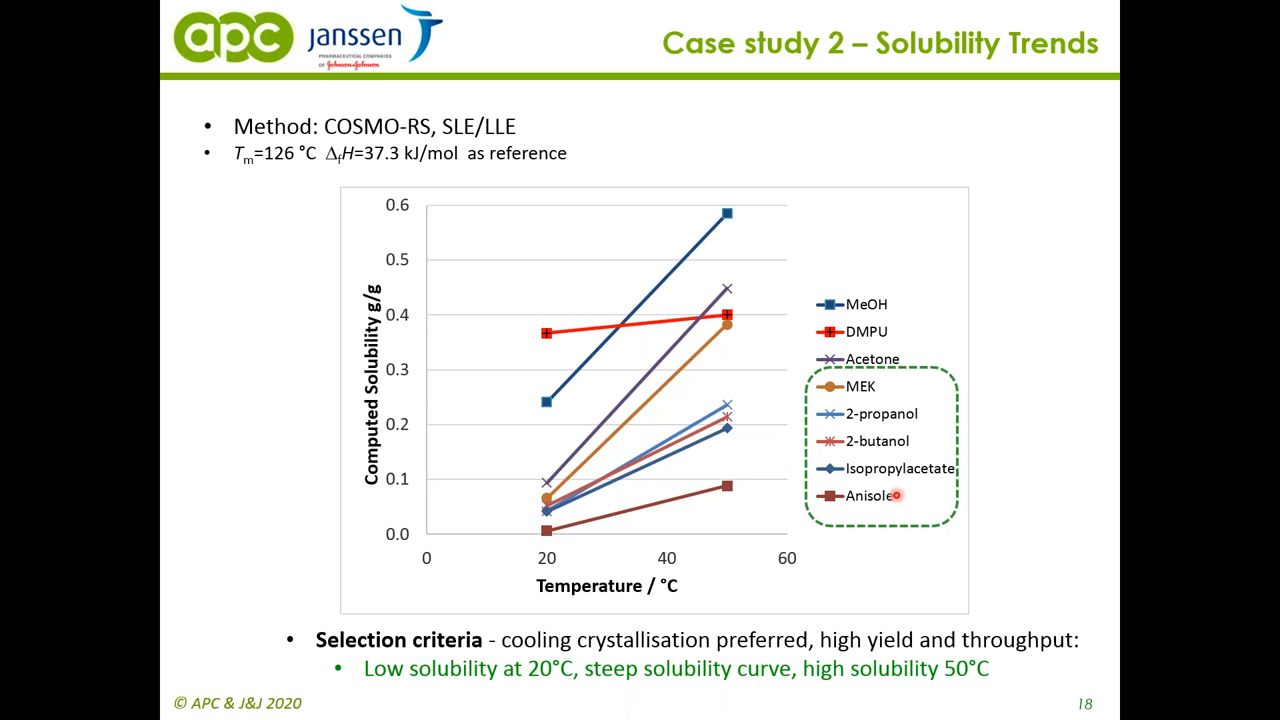 apc
janssen
PHARMACEUTICAL COMPANIES
OF Johnson & Johnson
Case study 2 – Solubility Trends
• Method: COSMO-RS, SLE/LLE
• Tm=126 °C ΔfH=37.3 kJ/mol as reference
Computed Solubility g/g
0.6
0.5
0.4
0.3
0.2
0.1
0.0
0 20 40 60
Temperature / °C
MeOH
DMPU
Acetone
MEK
2-propanol
2-butanol
Isopropylacetate
Anisole
• Selection criteria - cooling crystallisation preferred, high yield and throughput:
• Low solubility at 20°C, steep solubility curve, high solubility 50°C
© APC & J&J 2020
18